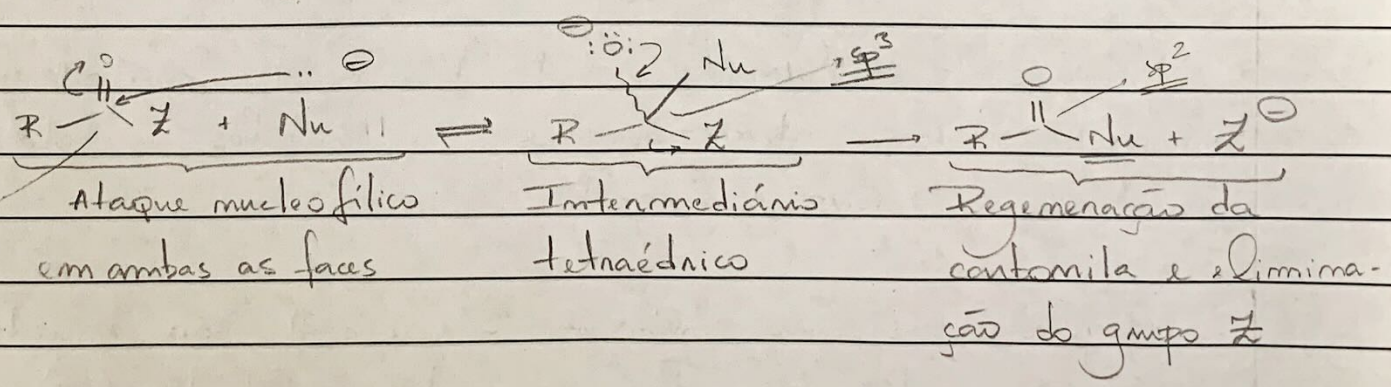 O .. ⊖ ⊖ :Ö: Nu sp³ O sp²
R Z + Nu ⇌ R Z → R Nu + Z ⊖
Ataque nucleofílico Intermediário Regeneração da
em ambas as faces tetraédrico carbonila e elimina-
ção do grupo Z